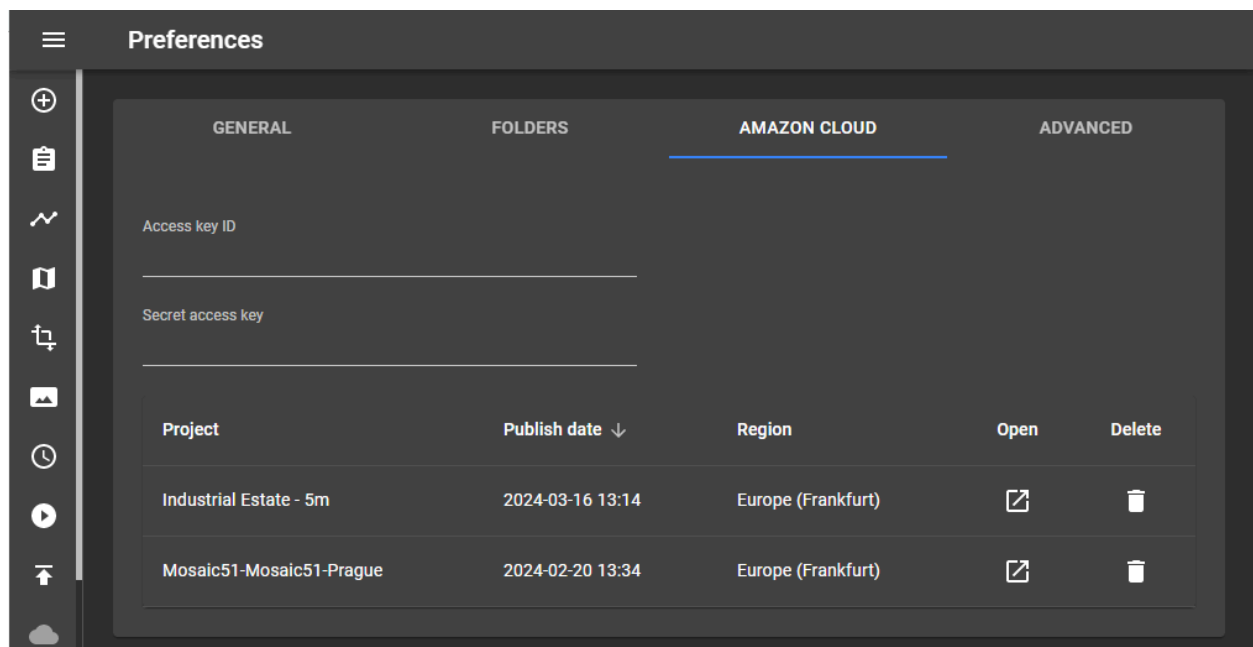 Preferences
GENERAL FOLDERS AMAZON CLOUD ADVANCED
Access key ID
Secret access key
Project Publish date Region Open Delete
Industrial Estate - 5m 2024-03-16 13:14 Europe (Frankfurt)
Mosaic51-Mosaic51-Prague 2024-02-20 13:34 Europe (Frankfurt)